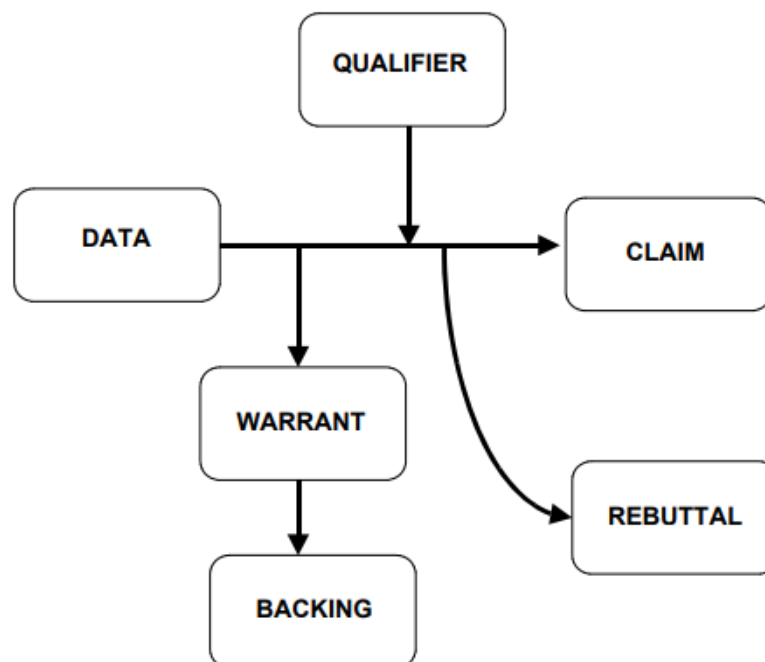 QUALIFIER
DATA
CLAIM
WARRANT
REBUTTAL
BACKING